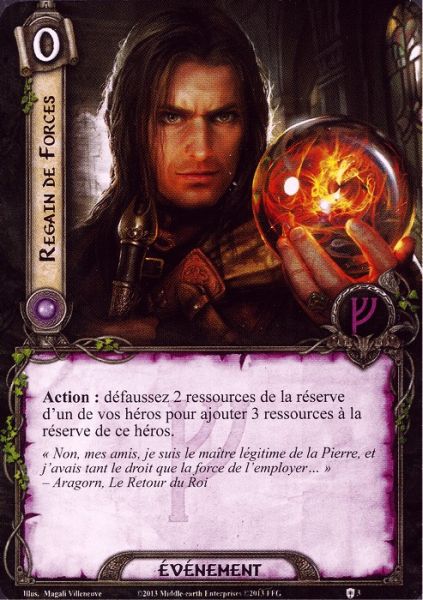 0
REGAIN DE FORCES
Action : défaussez 2 ressources de la réserve
d'un de vos héros pour ajouter 3 ressources à la
réserve de ce héros.
« Non, mes amis, je suis le maître légitime de la Pierre, et
j'avais tant le droit que la force de l'employer… »
– Aragorn, Le Retour du Roi
ÉVÉNEMENT
Illus. Magali Villeneuve ©2013 Middle-earth Enterprises ©2013 FFG 3